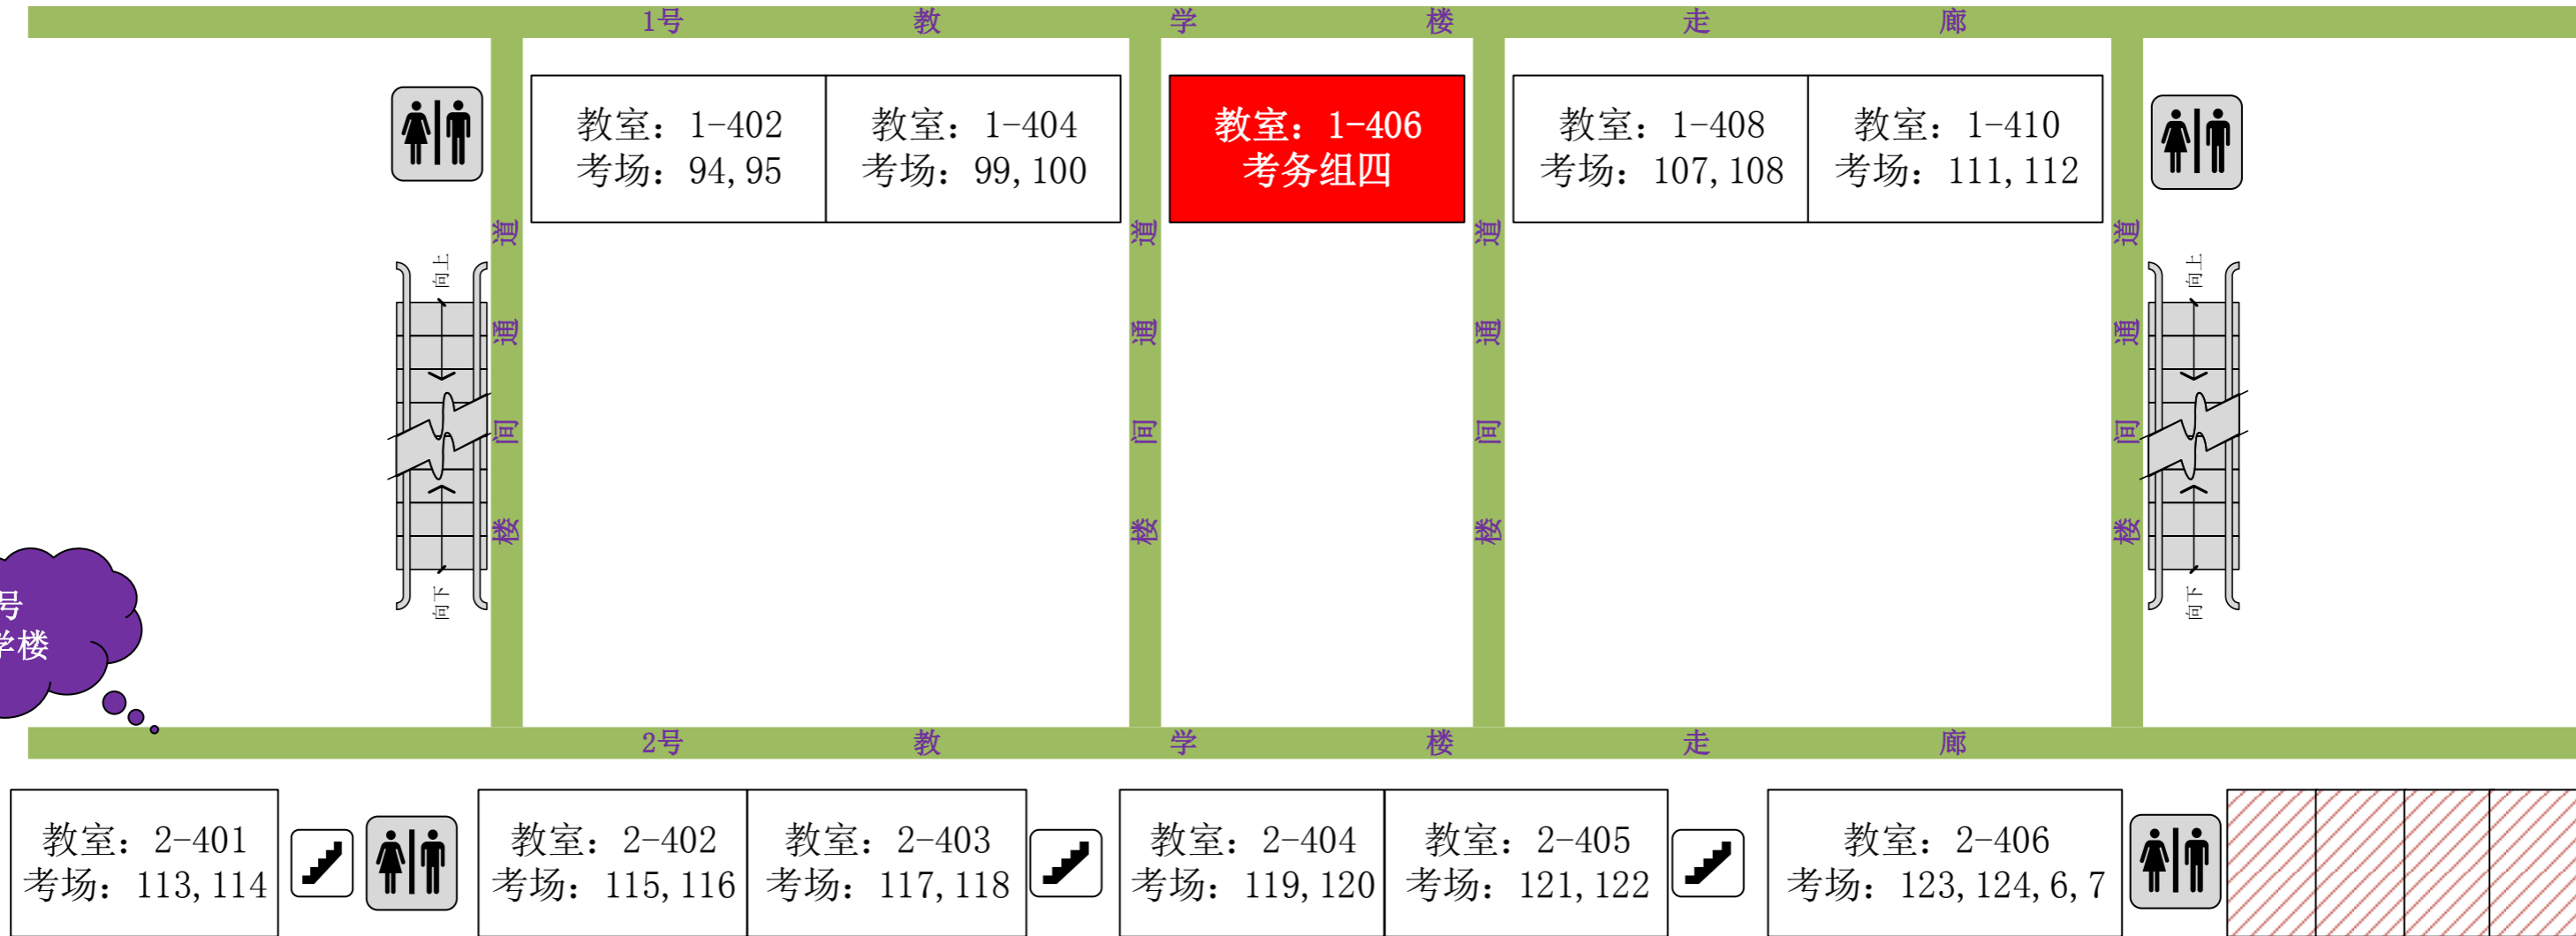 1号教学楼走廊
教室：1-402
考场：94,95
教室：1-404
考场：99,100
教室：1-406
考务组四
教室：1-408
考场：107,108
教室：1-410
考场：111,112
楼间通道
楼间通道
楼间通道
楼间通道
向上
向下
向上
向下
号
学楼
2号教学楼走廊
教室：2-401
考场：113,114
教室：2-402
考场：115,116
教室：2-403
考场：117,118
教室：2-404
考场：119,120
教室：2-405
考场：121,122
教室：2-406
考场：123,124,6,7